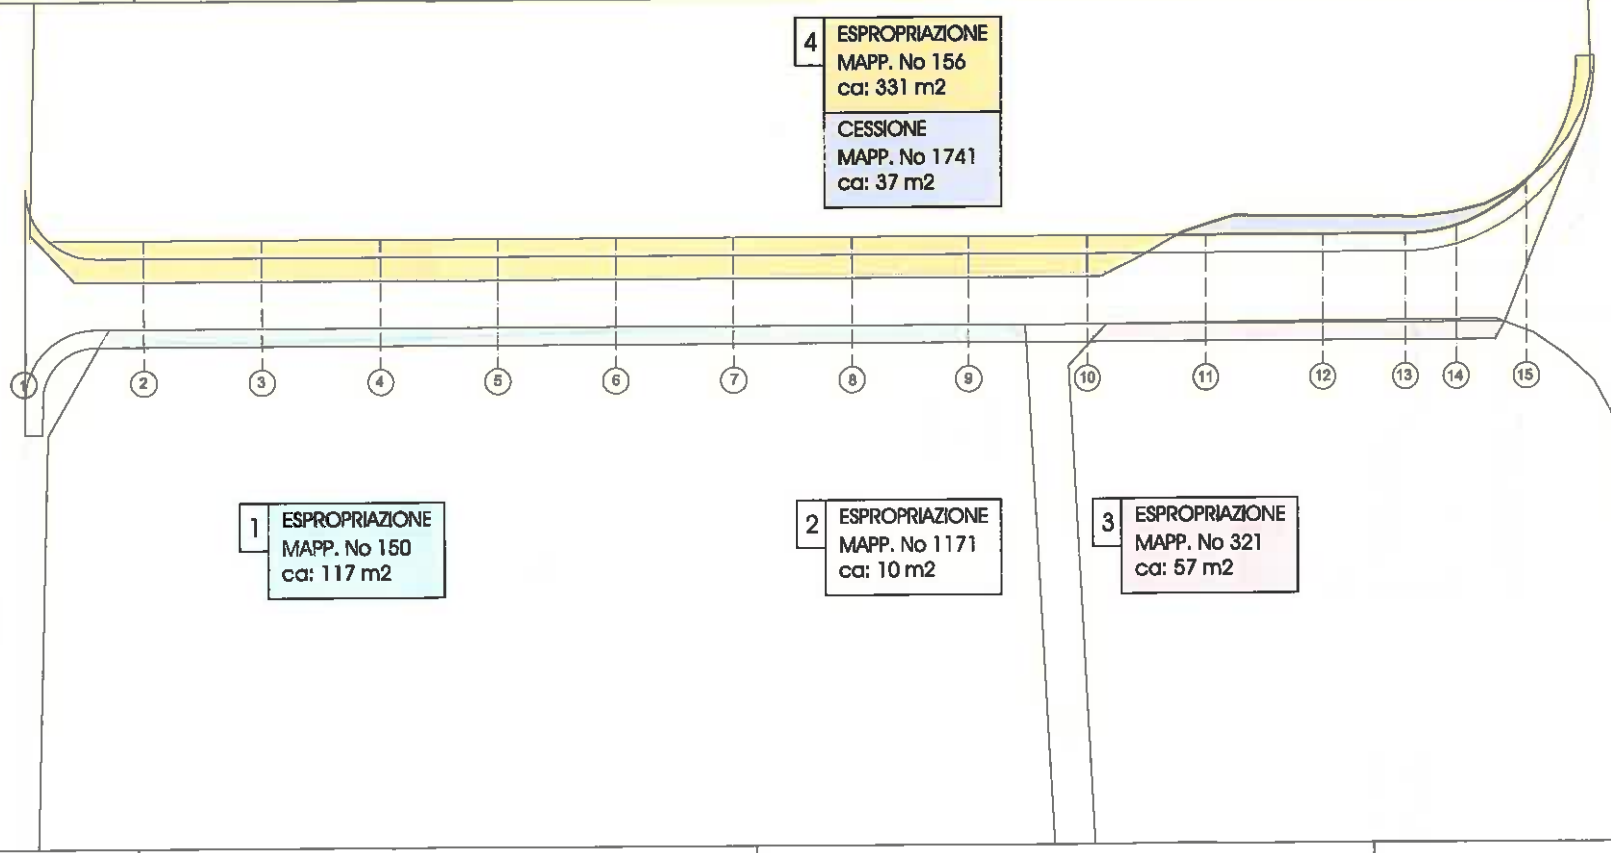 4
ESPROPRIAZIONE
MAPP. No 156
ca: 331 m2
CESSIONE
MAPP. No 1741
ca: 37 m2
1 2 3 4 5 6 7 8 9 10 11 12 13 14 15
1
ESPROPRIAZIONE
MAPP. No 150
ca: 117 m2
2
ESPROPRIAZIONE
MAPP. No 1171
ca: 10 m2
3
ESPROPRIAZIONE
MAPP. No 321
ca: 57 m2